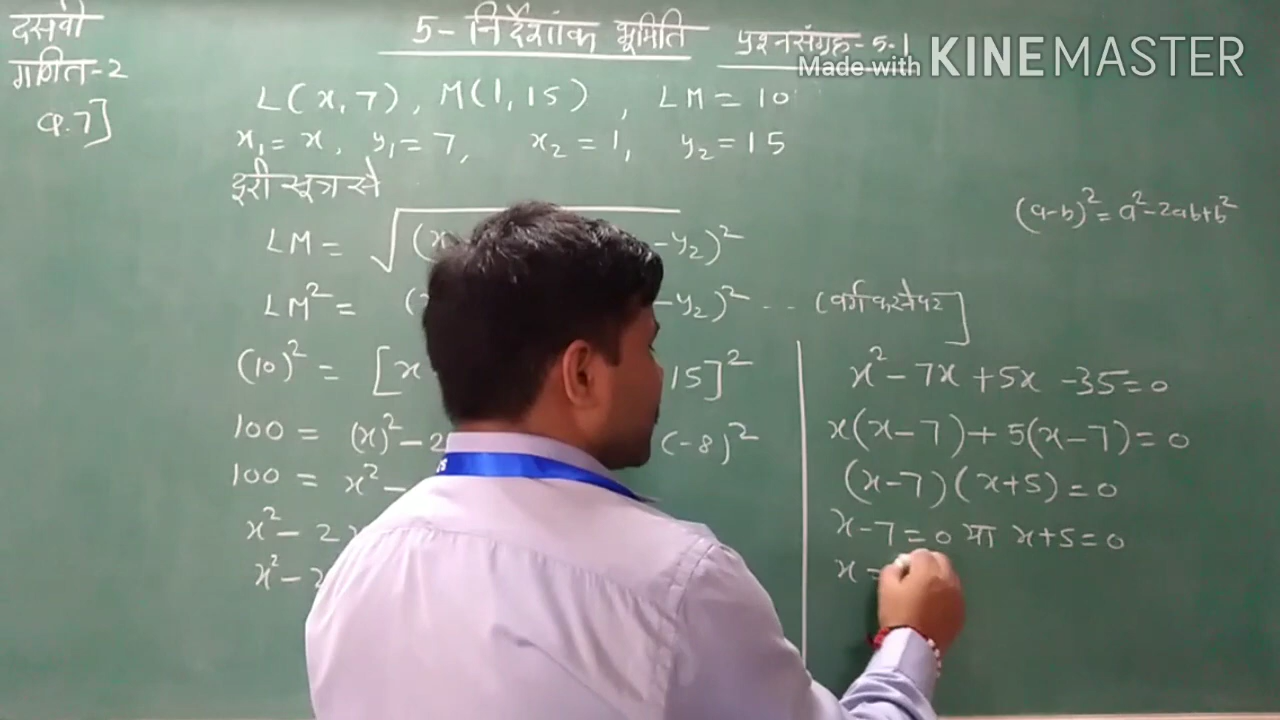 दसवी
गणित-2
Q.7]
5- निर्देशांक भूमिति प्रश्नसंग्रह-5.1
Made with KINEMASTER
L(x,7), M(1,15), LM=10
x₁=x, y₁=7, x₂=1, y₂=15
दूरी सूत्र से
(a-b)²=a²-2ab+b²
LM= √(x -y₂)²
LM²= ( -y₂)² --- (वर्ग करने पर]
(10)²= [x 15]²
100= (x)²-2 (-8)²
100= x²-
x²-2
x²-2
x²-7x+5x-35=0
x(x-7)+5(x-7)=0
(x-7)(x+5)=0
x-7=0 या x+5=0
x=